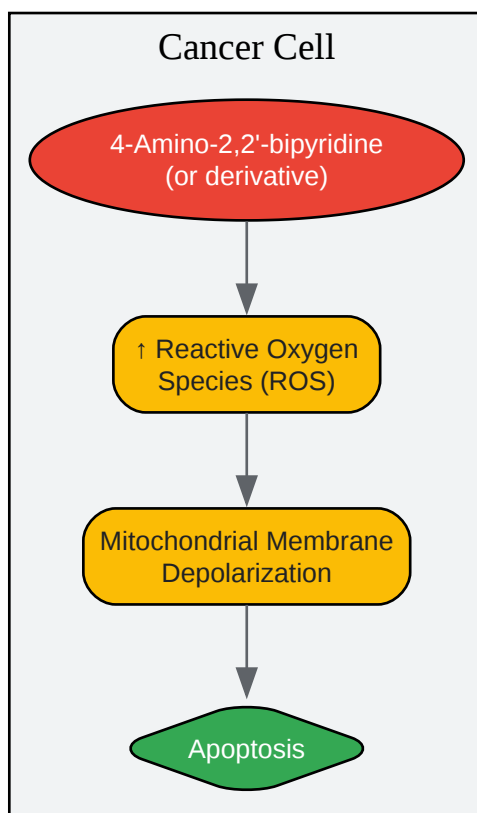 Cancer Cell
4-Amino-2,2'-bipyridine
(or derivative)
↑ Reactive Oxygen
Species (ROS)
Mitochondrial Membrane
Depolarization
Apoptosis